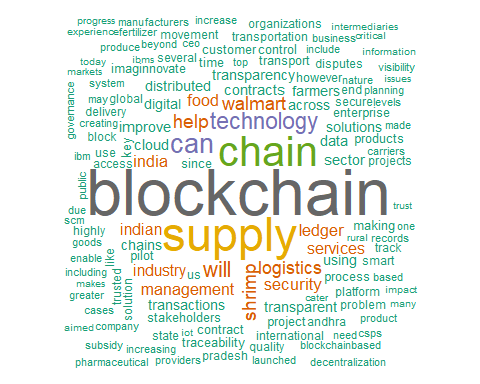 progress manufacturers increase organizations intermediaries
experience fertilizer movement transportation business critical
produce beyond ceo customer control include information
today ibms several time top transport disputes visibility
markets imaginnovate transparency however nature issues
system distributed contracts farmers end planning
may global digital food walmart across secure levels
governance delivery creating improve help technology solutions enterprise data made
block key cloud can chain products carriers
ibm use access india since sector projects
public blockchain trust
due scm indian supply ledger making one
highly goods chains services rural records
enable like pilot using track
including trusted industry us will logistics process based smart
makes solution management shrimp security platform impact
greater cater problem many
cases transactions transparent
aimed company stakeholders project andhra product
state iot contract international need csps
subsidy increasing traceability quality blockchainbased
pharmaceutical providers pradesh launched decentralization